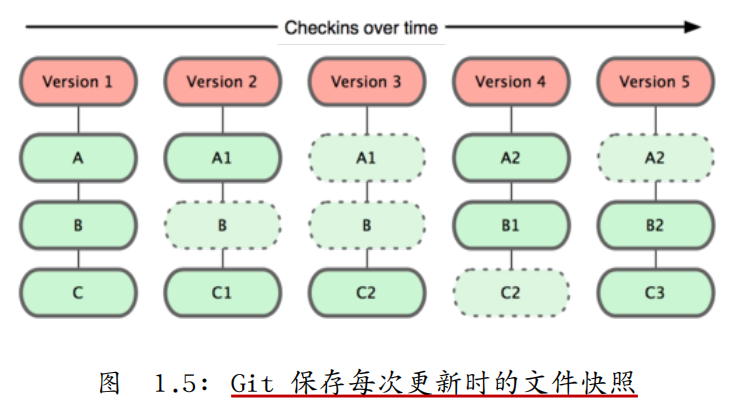 Checkins over time
Version 1 Version 2 Version 3 Version 4 Version 5
A A1 A1 A2 A2
B B B B1 B2
C C1 C2 C2 C3
图 1.5: Git 保存每次更新时的文件快照